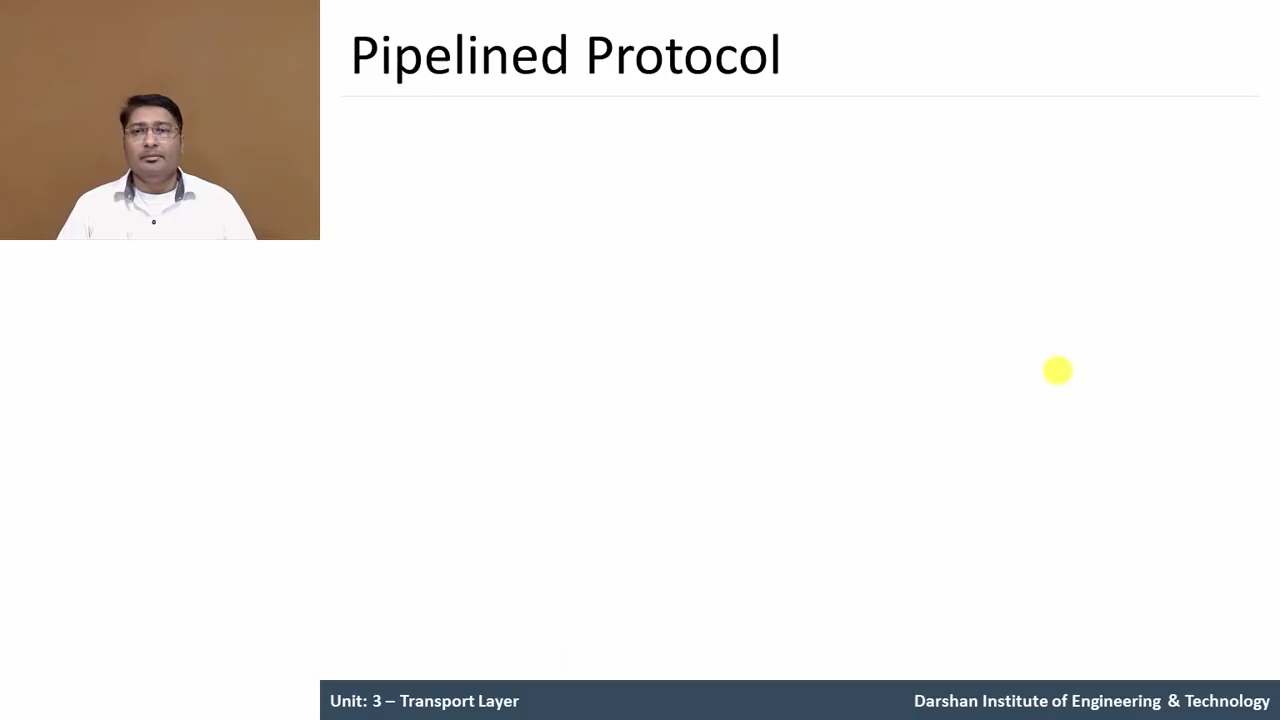 Pipelined Protocol
Unit: 3 – Transport Layer
Darshan Institute of Engineering & Technology